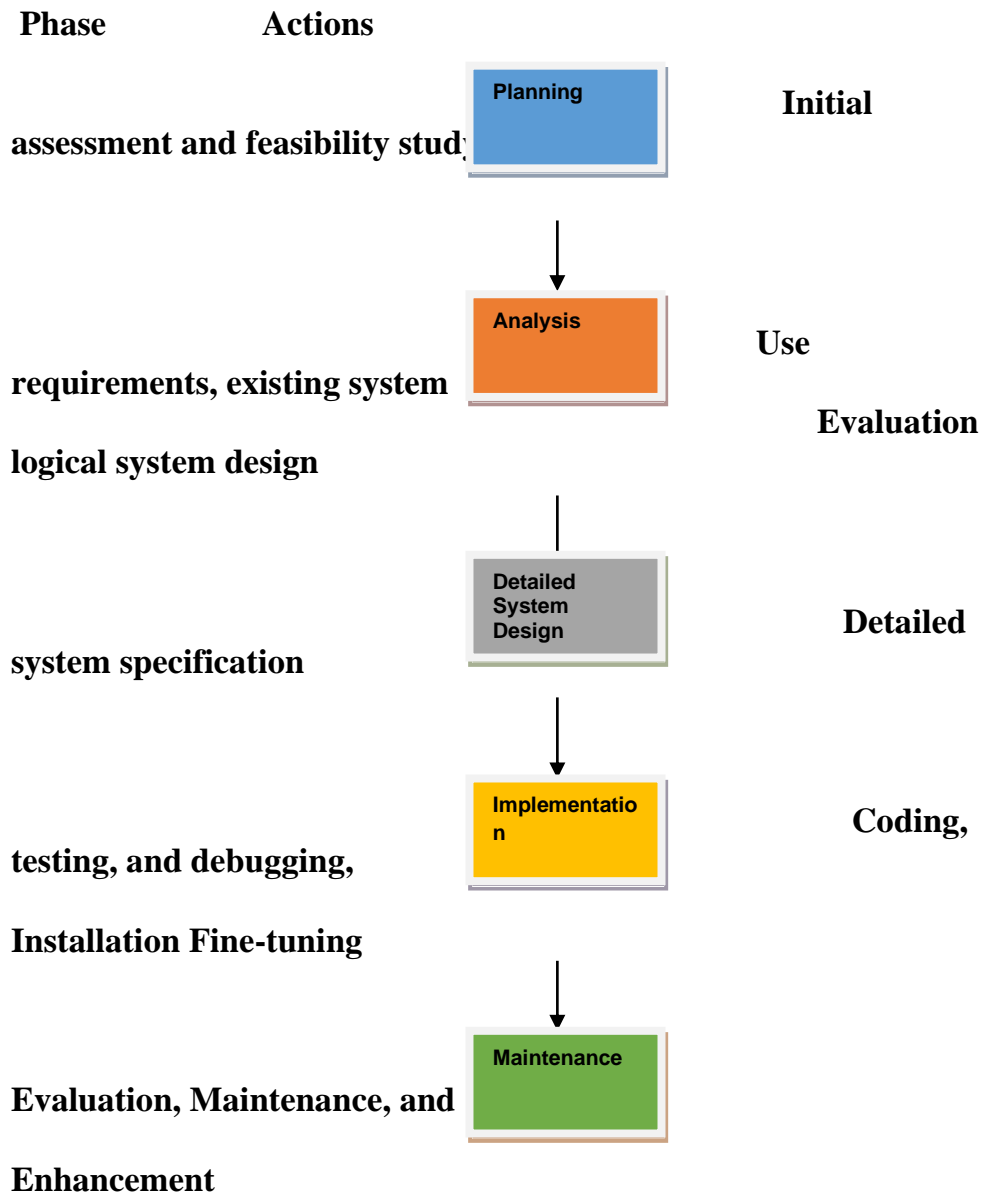 Phase Actions
Planning
Initial
assessment and feasibility study
Analysis
Use
requirements, existing system
Evaluation
logical system design
Detailed
System
Design
Detailed
system specification
Implementatio
n
Coding,
testing, and debugging,
Installation Fine-tuning
Maintenance
Evaluation, Maintenance, and
Enhancement